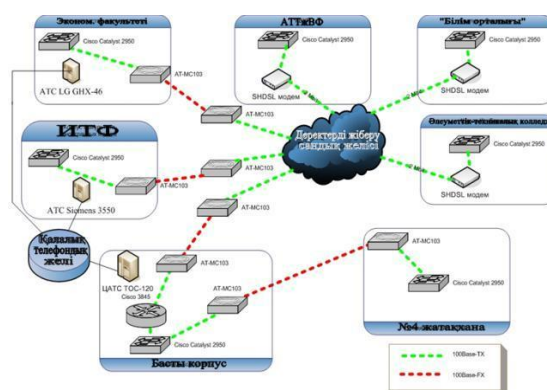 Эконом. факультеті
Cisco Catalyst 2950
AT-MC103
АТС LG GHX-46
AT-MC103
АТЖВФ
Cisco Catalyst 2950
SHDSL модем
"Білім орталығы"
Cisco Catalyst 2950
SHDSL модем
Деректерді жіберу
сандық желісі
Әлеуметтік-техникалық колледж
Cisco Catalyst 2950
SHDSL модем
ИТФ
Cisco Catalyst 2950
AT-MC103
АТС Siemens 3550
AT-MC103
AT-MC103
Қалалық
телефондық
желі
ЦАТС ТОС-120
Cisco 3845
AT-MC103
AT-MC103
Cisco Catalyst 2950
Басты корпус
AT-MC103
Cisco Catalyst 2950
№4 жатақхана
100Base-TX
100Base-FX